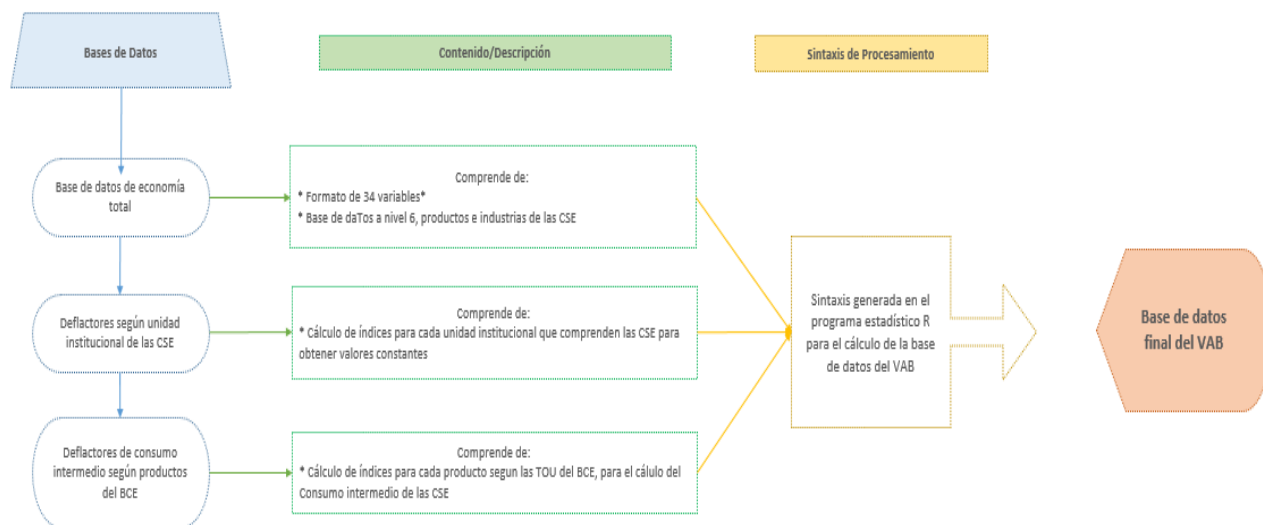 Bases de Datos
Contenido/Descripción
Sintaxis de Procesamiento
Base de datos de economía
total
Comprende de:
* Formato de 34 variables*
* Base de daTos a nivel 6, productos e industrias de las CSE
Deflactores según unidad
institucional de las CSE
Comprende de:
* Cálculo de índices para cada unidad institucional que comprenden las CSE para
obtener valores constantes
Deflactores de consumo
intermedio según productos
del BCE
Comprende de:
* Cálculo de índices para cada producto segun las TOU del BCE, para el cálulo del
Consumo intermedio de las CSE
Sintaxis generada en el
programa estadístico R
para el cálculo de la base
de datos del VAB
Base de datos
final del VAB